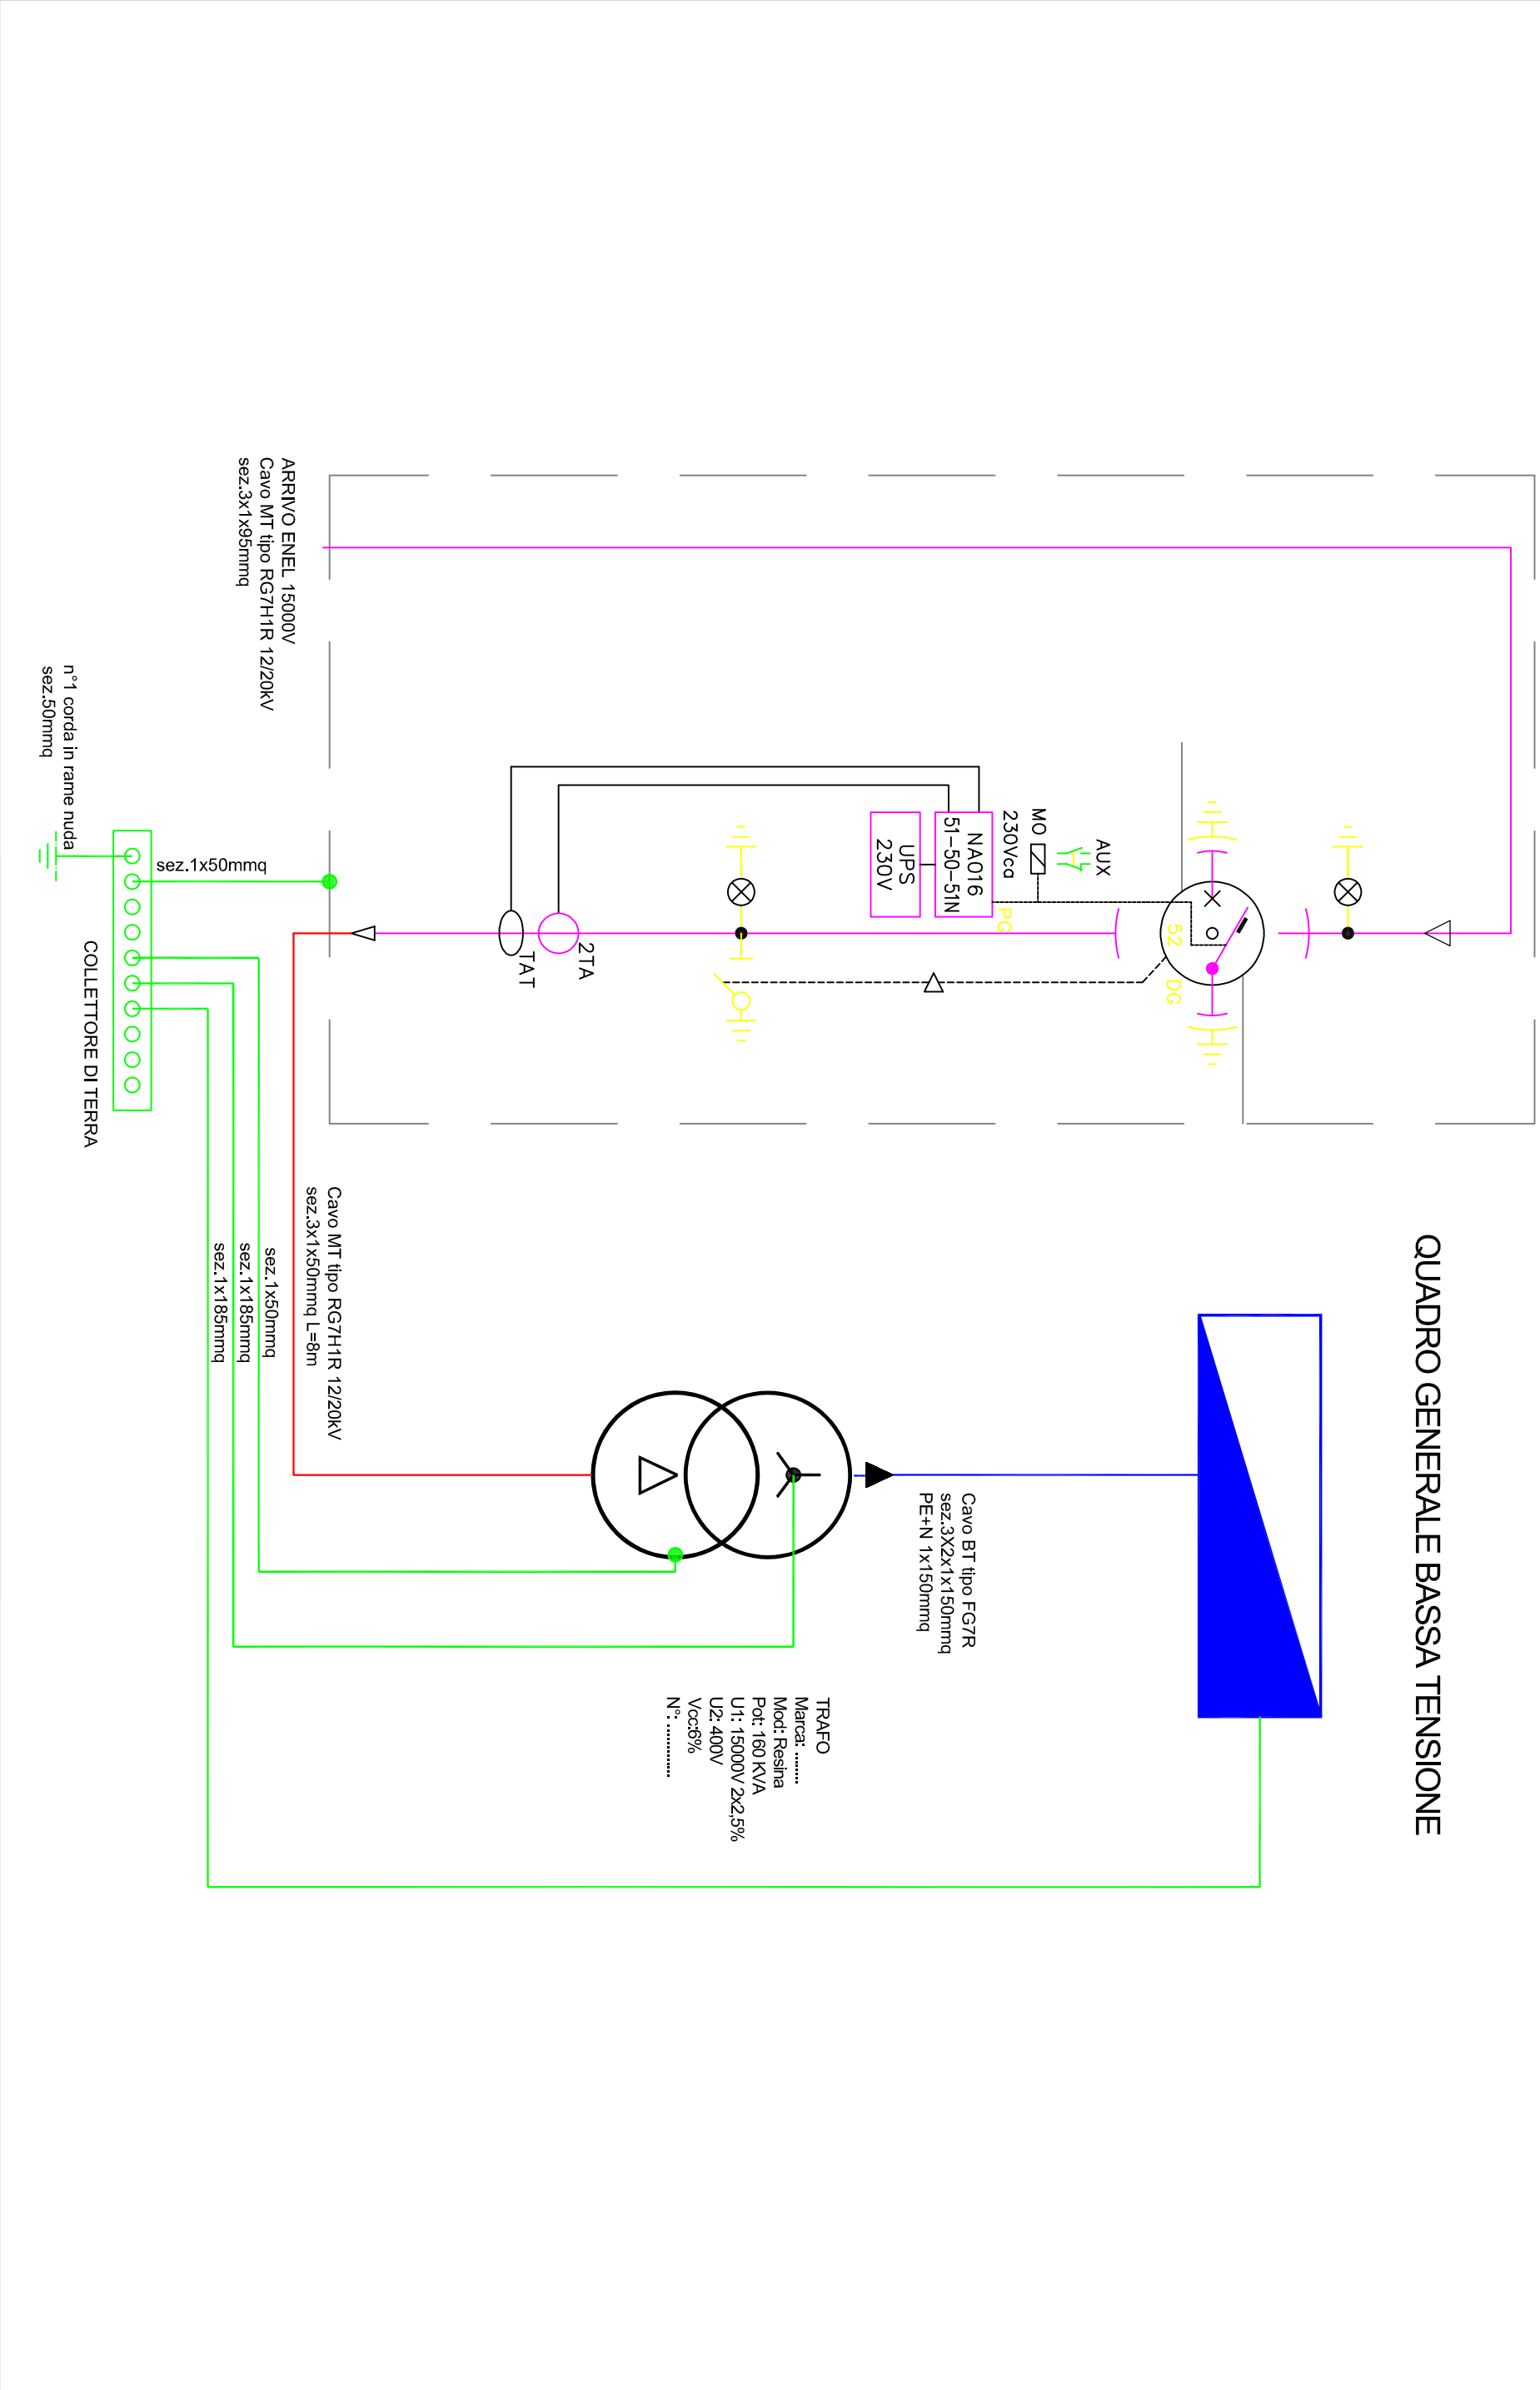 QUADRO GENERALE BASSA TENSIONE
AUX
MO
230Vca
NA016
51-50-51N
UPS
230V
PG
52
DG
2TA
TAT
ARRIVO ENEL 15000V
Cavo MT tipo RG7H1R 12/20kV
sez.3x1x95mmq
Cavo BT tipo FG7R
sez.3X2x1x150mmq
PE+N 1x150mmq
TRAFO
Marca: ........
Mod: Resina
Pot: 160 KVA
U1: 15000V 2x2,5%
U2: 400V
Vcc:6%
N°: ..............
Cavo MT tipo RG7H1R 12/20kV
sez.3x1x50mmq L=8m
sez.1x50mmq
sez.1x185mmq
sez.1x185mmq
sez.1x50mmq
COLLETTORE DI TERRA
n°1 corda in rame nuda
sez.50mmq